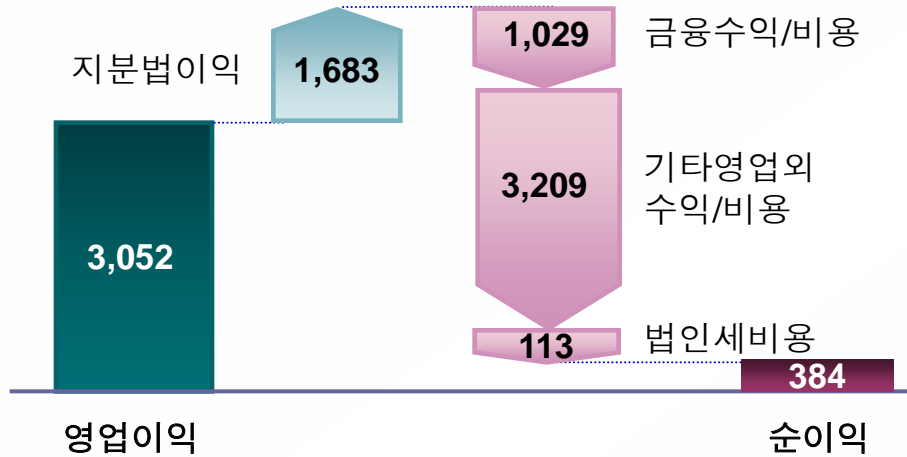 지분법이익
1,683
1,029
금융수익/비용
3,209
기타영업외
수익/비용
3,052
113
법인세비용
384
영업이익
순이익